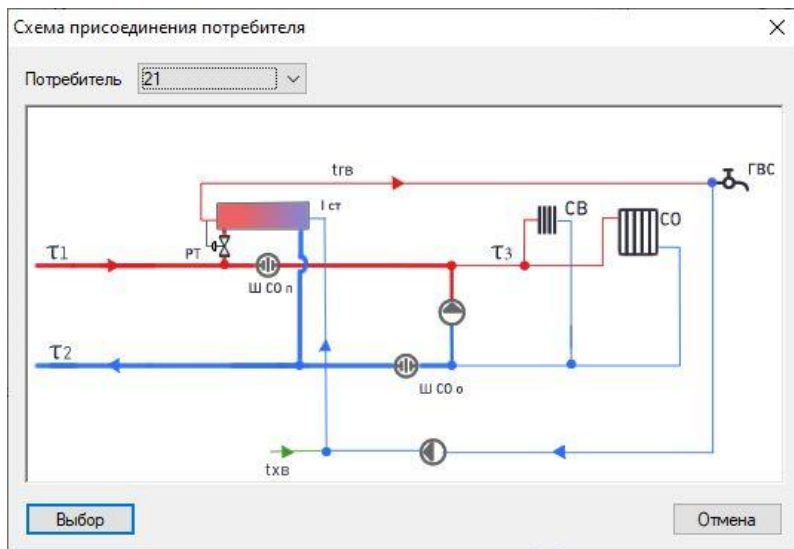 Схема присоединения потребителя
Потребитель 21
tгв
ГВС
I ст
СВ
СО
РТ
τ1
τ3
Ш СО п
τ2
Ш СО о
tхв
Выбор
Отмена